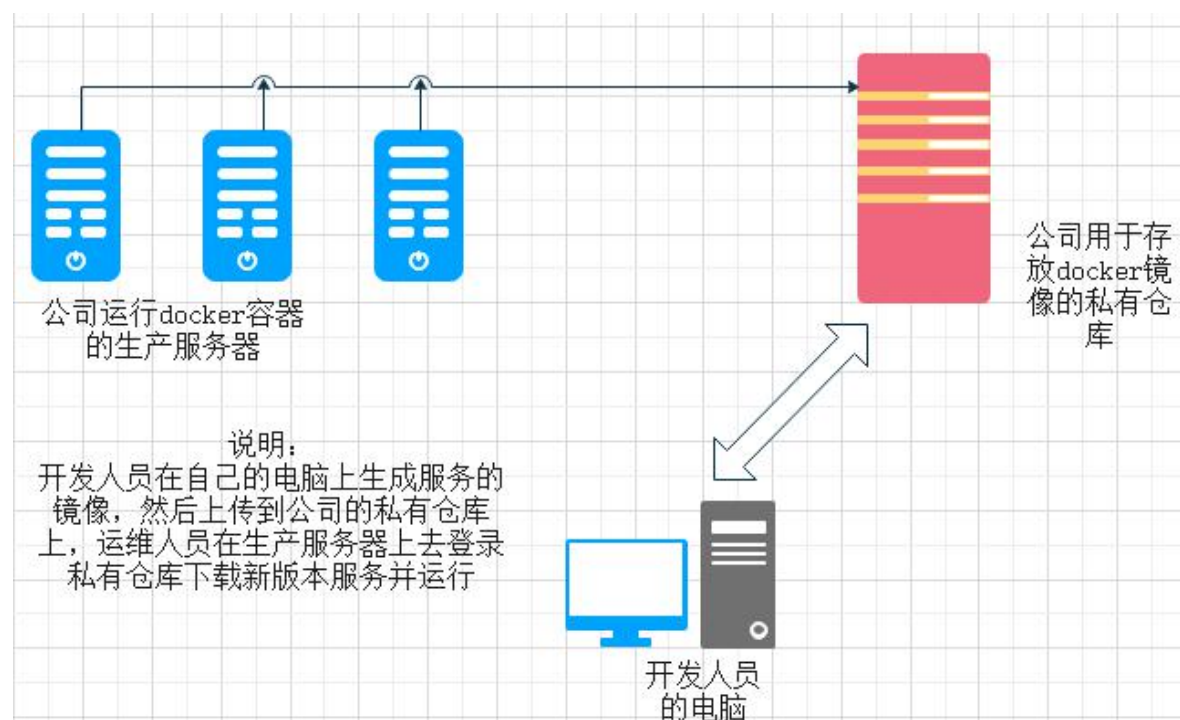 公司用于存
放docker镜
像的私有仓
库
公司运行docker容器
的生产服务器
说明：
开发人员在自己的电脑上生成服务的
镜像，然后上传到公司的私有仓库
上，运维人员在生产服务器上去登录
私有仓库下载新版本服务并运行
开发人员
的电脑